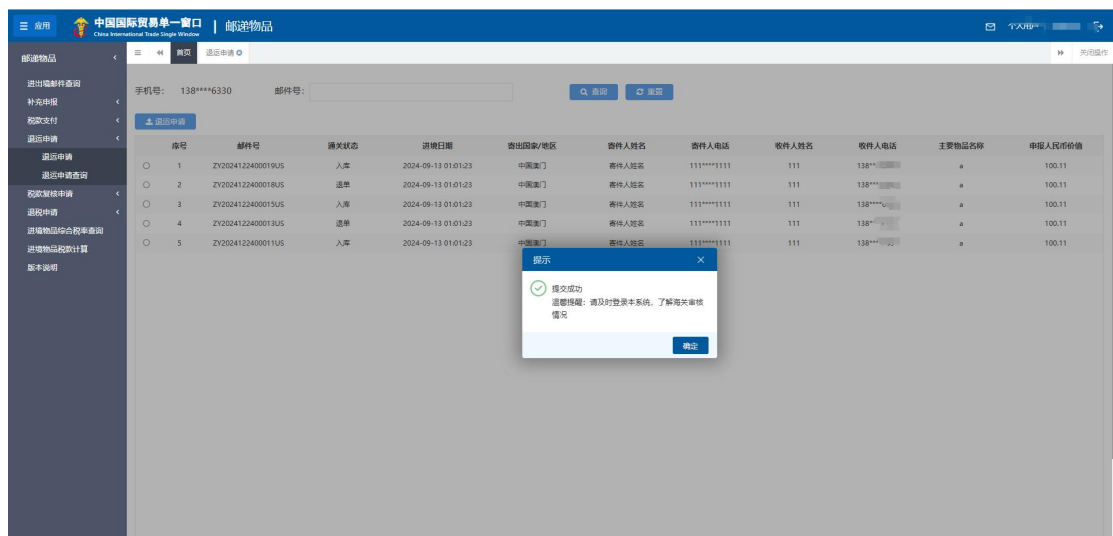 应用
中国国际贸易单一窗口 | 邮递物品
China International Trade Single Window
邮递物品
首页 退运申请 关闭操作
进出境邮件查询
补充申报
税款支付
退运申请
退运申请
退运申请查询
税款复核申请
退税申请
进境物品综合税率查询
进境物品税款计算
版本说明
手机号： 138****6330 邮件号： 查询 重置
退运申请
序号 邮件号 通关状态 进境日期 寄出国家/地区 寄件人姓名 寄件人电话 收件人姓名 收件人电话 主要物品名称 申报人民币价值
1 ZY2024122400019US 入库 2024-09-13 01:01:23 中国澳门 寄件人姓名 111****1111 111 138** a 100.11
2 ZY2024122400018US 退单 2024-09-13 01:01:23 中国澳门 寄件人姓名 111****1111 111 138*** a 100.11
3 ZY2024122400015US 入库 2024-09-13 01:01:23 中国澳门 寄件人姓名 111****1111 111 138**** a 100.11
4 ZY2024122400013US 退单 2024-09-13 01:01:23 中国澳门 寄件人姓名 111****1111 111 138* a 100.11
5 ZY2024122400011US 入库 2024-09-13 01:01:23 中国澳门 寄件人姓名 111****1111 111 138*** a 100.11
提示
提交成功
温馨提醒：请及时登录本系统，了解海关审核
情况
确定